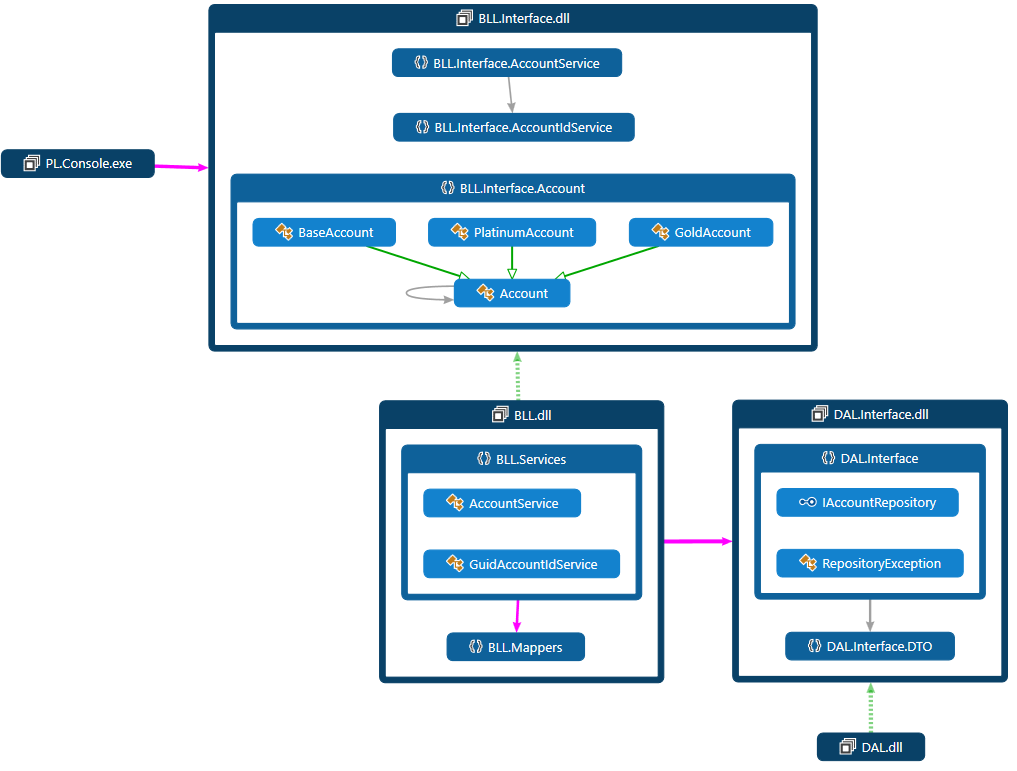 BLL.Interface.dll
BLL.Interface.AccountService
BLL.Interface.AccountIdService
PL.Console.exe
BLL.Interface.Account
BaseAccount
PlatinumAccount
GoldAccount
Account
BLL.dll
BLL.Services
AccountService
GuidAccountIdService
BLL.Mappers
DAL.Interface.dll
DAL.Interface
IAccountRepository
RepositoryException
DAL.Interface.DTO
DAL.dll